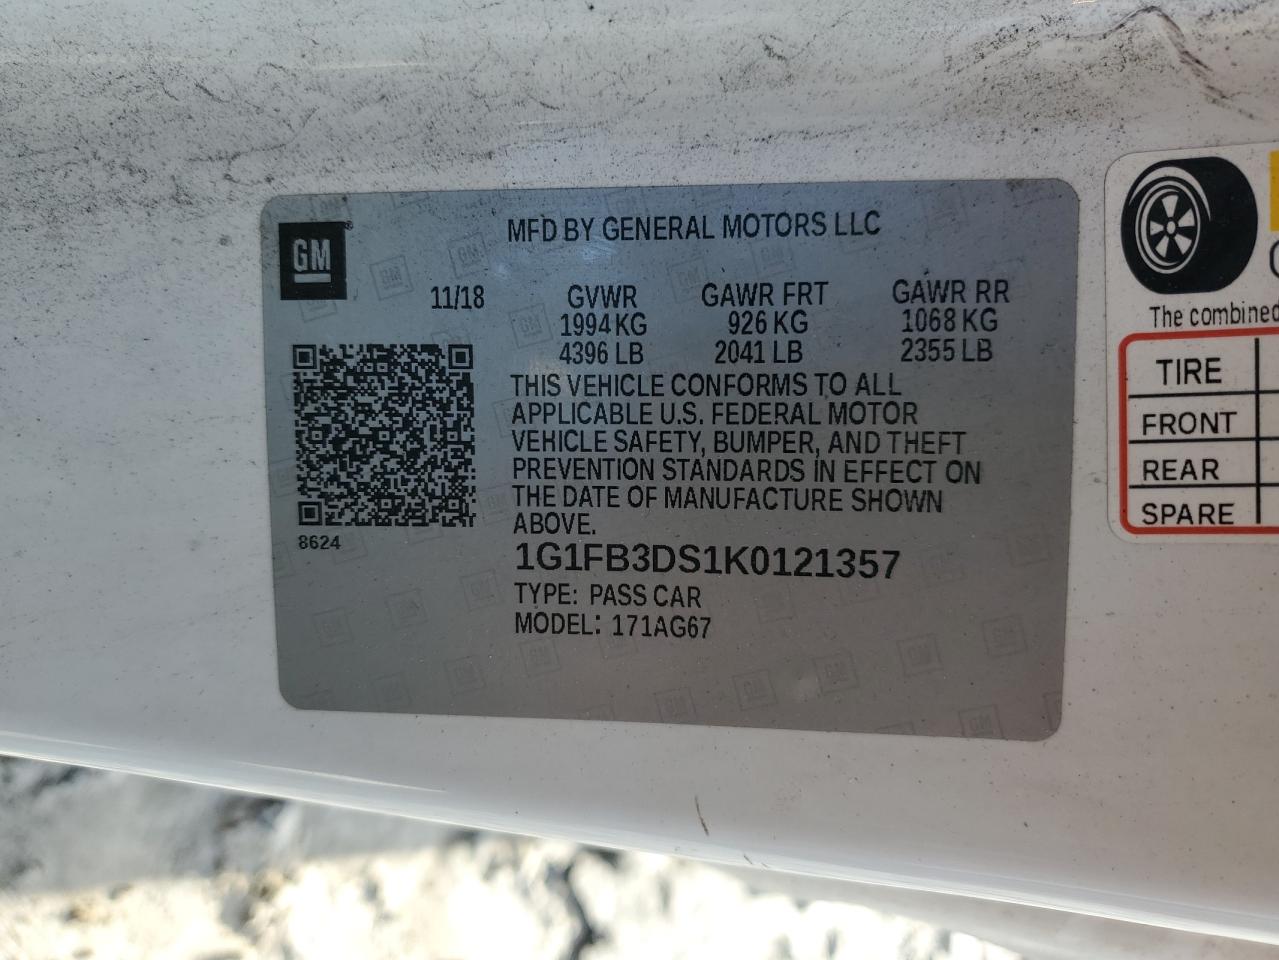 GM
MFD BY GENERAL MOTORS LLC
11/18
GVWR GAWR FRT GAWR RR
1994 KG 926 KG 1068 KG
4396 LB 2041 LB 2355 LB
THIS VEHICLE CONFORMS TO ALL
APPLICABLE U.S. FEDERAL MOTOR
VEHICLE SAFETY, BUMPER, AND THEFT
PREVENTION STANDARDS IN EFFECT ON
THE DATE OF MANUFACTURE SHOWN
ABOVE.
8624
1G1FB3DS1K0121357
TYPE: PASS CAR
MODEL: 171AG67
The combined
TIRE
FRONT
REAR
SPARE